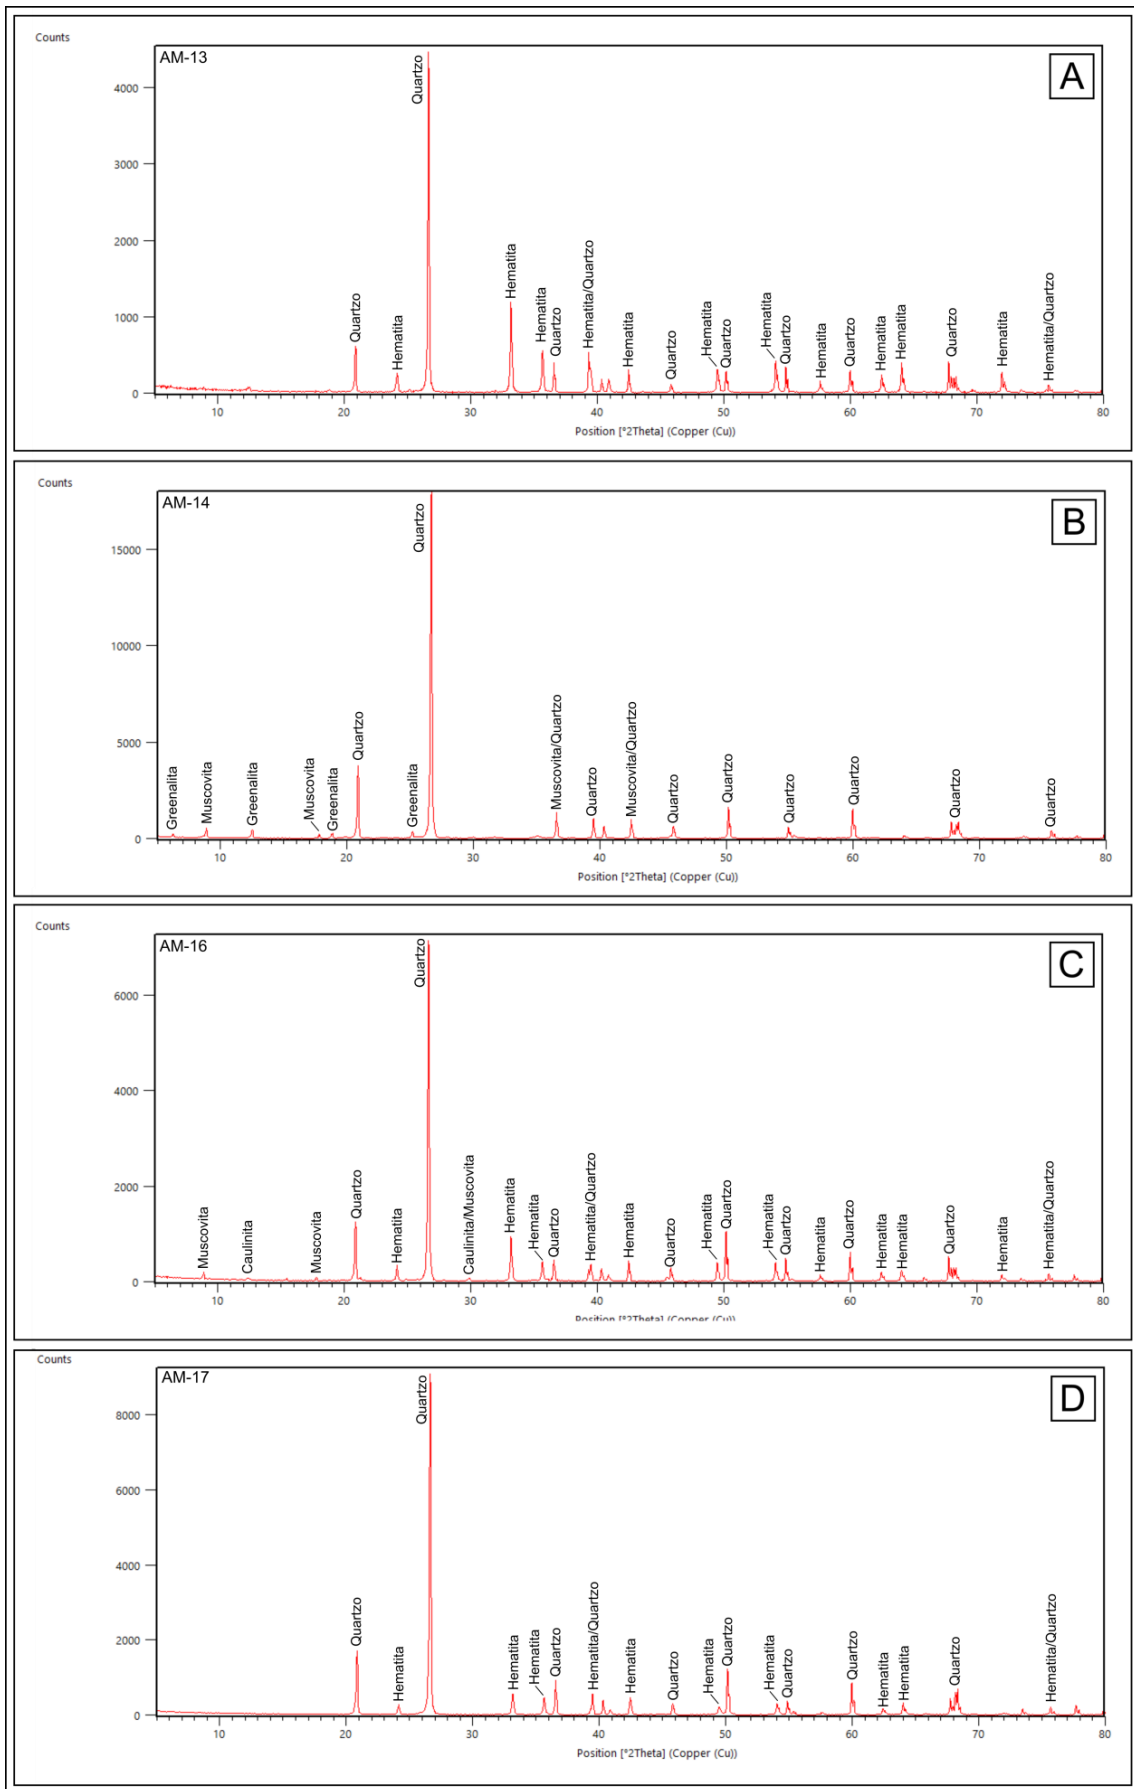 Counts
AM-13
A
4000
3000
2000
1000
0
Quartzo
Hematita
Quartzo
Hematita
Hematita
Quartzo
Hematita/Quartzo
Hematita
Quartzo
Hematita
Quartzo
Hematita
Quartzo
Hematita
Quartzo
Hematita
Hematita
Quartzo
Hematita
Hematita/Quartzo
10 20 30 40 50 60 70 80
Position [°2Theta] (Copper (Cu))
Counts
AM-14
B
15000
10000
5000
0
Greenalita
Muscovita
Greenalita
Muscovita
Greenalita
Quartzo
Greenalita
Quartzo
Muscovita/Quartzo
Quartzo
Muscovita/Quartzo
Quartzo
Quartzo
Quartzo
Quartzo
Quartzo
Quartzo
10 20 30 40 50 60 70 80
Position [°2Theta] (Copper (Cu))
Counts
AM-16
C
6000
4000
2000
0
Muscovita
Caulinita
Muscovita
Quartzo
Hematita
Quartzo
Caulinita/Muscovita
Hematita
Hematita
Quartzo
Hematita/Quartzo
Hematita
Quartzo
Hematita
Quartzo
Hematita
Quartzo
Hematita
Quartzo
Hematita
Hematita
Quartzo
Hematita
Hematita/Quartzo
10 20 30 40 50 60 70 80
Position [°2Theta] (Copper (Cu))
Counts
AM-17
D
8000
6000
4000
2000
0
Quartzo
Hematita
Quartzo
Hematita
Hematita
Quartzo
Hematita/Quartzo
Hematita
Quartzo
Hematita
Quartzo
Hematita
Quartzo
Quartzo
Hematita
Hematita
Quartzo
Hematita/Quartzo
10 20 30 40 50 60 70 80
Position [°2Theta] (Copper (Cu))